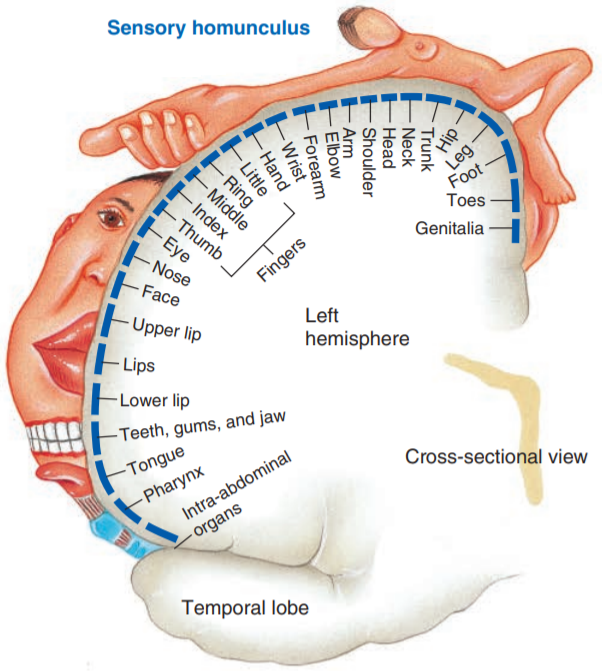 Sensory homunculus
Genitalia
Toes
Foot
Leg
Hip
Trunk
Neck
Head
Shoulder
Arm
Elbow
Forearm
Wrist
Hand
Little
Ring
Middle
Index
Thumb
Fingers
Eye
Nose
Face
Upper lip
Lips
Lower lip
Teeth, gums, and jaw
Tongue
Pharynx
Intra-abdominal
organs
Left
hemisphere
Cross-sectional view
Temporal lobe